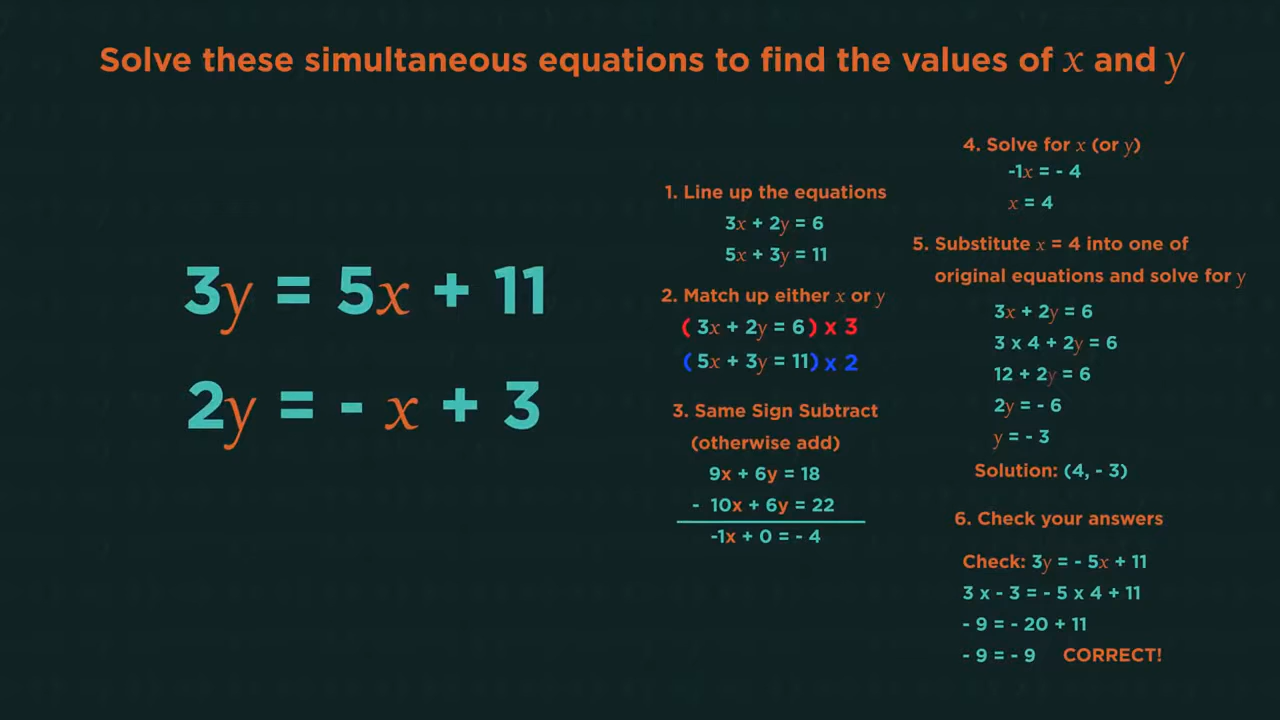 Solve these simultaneous equations to find the values of x and y
3y = 5x + 11
2y = - x + 3
1. Line up the equations
3x + 2y = 6
5x + 3y = 11
2. Match up either x or y
( 3x + 2y = 6 ) x 3
( 5x + 3y = 11 ) x 2
3. Same Sign Subtract
(otherwise add)
9x + 6y = 18
- 10x + 6y = 22
-1x + 0 = - 4
4. Solve for x (or y)
-1x = - 4
x = 4
5. Substitute x = 4 into one of
original equations and solve for y
3x + 2y = 6
3 x 4 + 2y = 6
12 + 2y = 6
2y = - 6
y = - 3
Solution: (4, - 3)
6. Check your answers
Check: 3y = - 5x + 11
3 x - 3 = - 5 x 4 + 11
- 9 = - 20 + 11
- 9 = - 9 CORRECT!